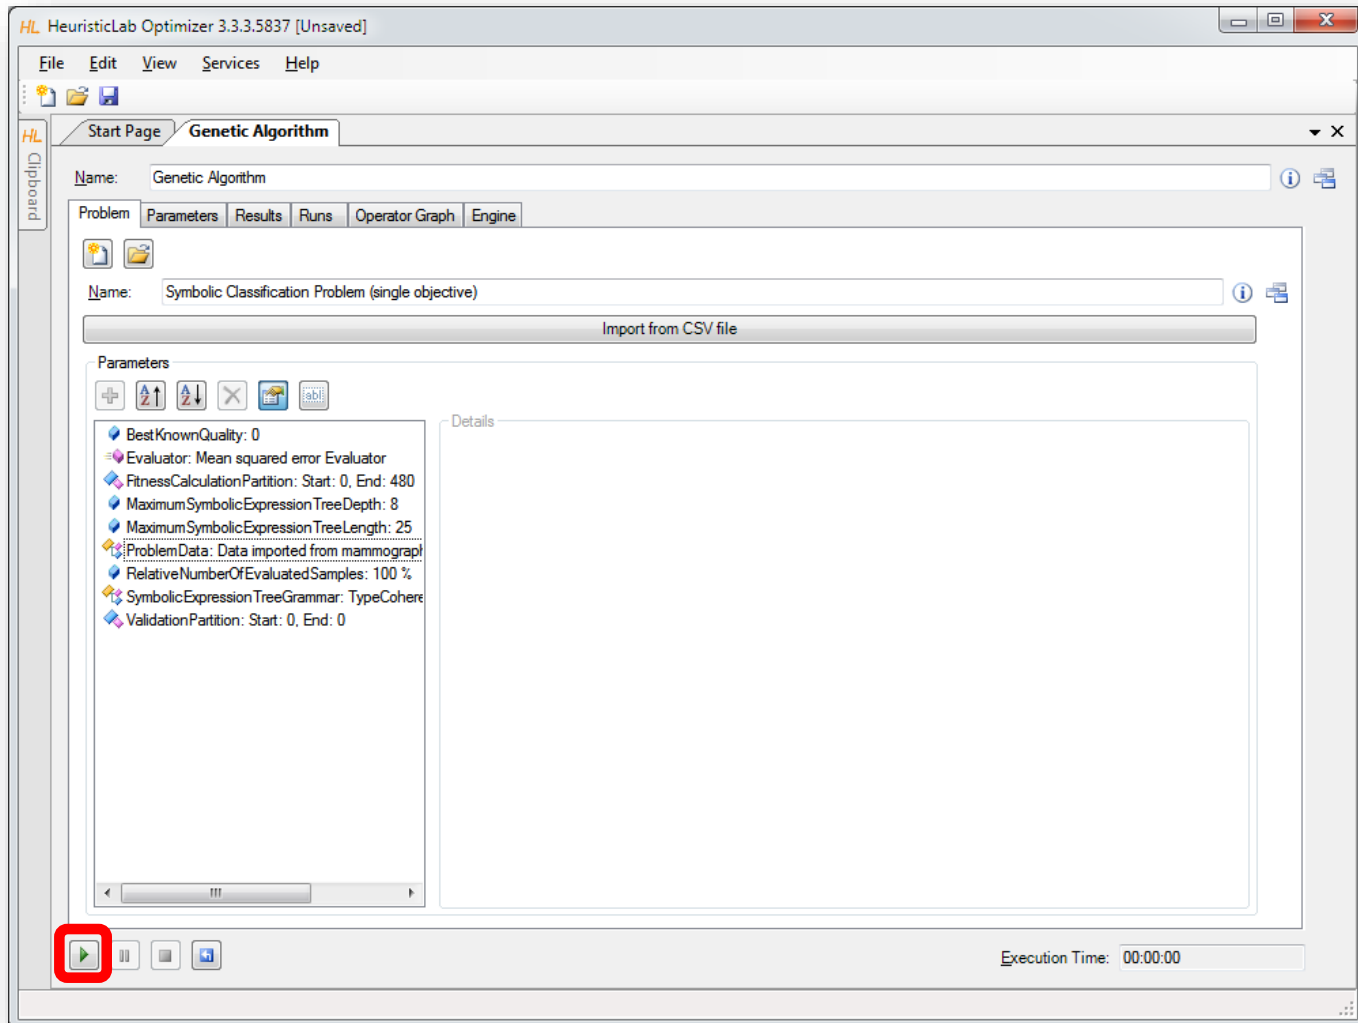 HL HeuristicLab Optimizer 3.3.3.5837 [Unsaved]
File Edit View Services Help
HL Clipboard
Start Page Genetic Algorithm
Name: Genetic Algorithm
Problem Parameters Results Runs Operator Graph Engine
Name: Symbolic Classification Problem (single objective)
Import from CSV file
Parameters
Details
BestKnownQuality: 0
Evaluator: Mean squared error Evaluator
FitnessCalculationPartition: Start: 0, End: 480
MaximumSymbolicExpressionTreeDepth: 8
MaximumSymbolicExpressionTreeLength: 25
ProblemData: Data imported from mammograph
RelativeNumberOfEvaluatedSamples: 100 %
SymbolicExpressionTreeGrammar: TypeCohere
ValidationPartition: Start: 0, End: 0
Execution Time: 00:00:00